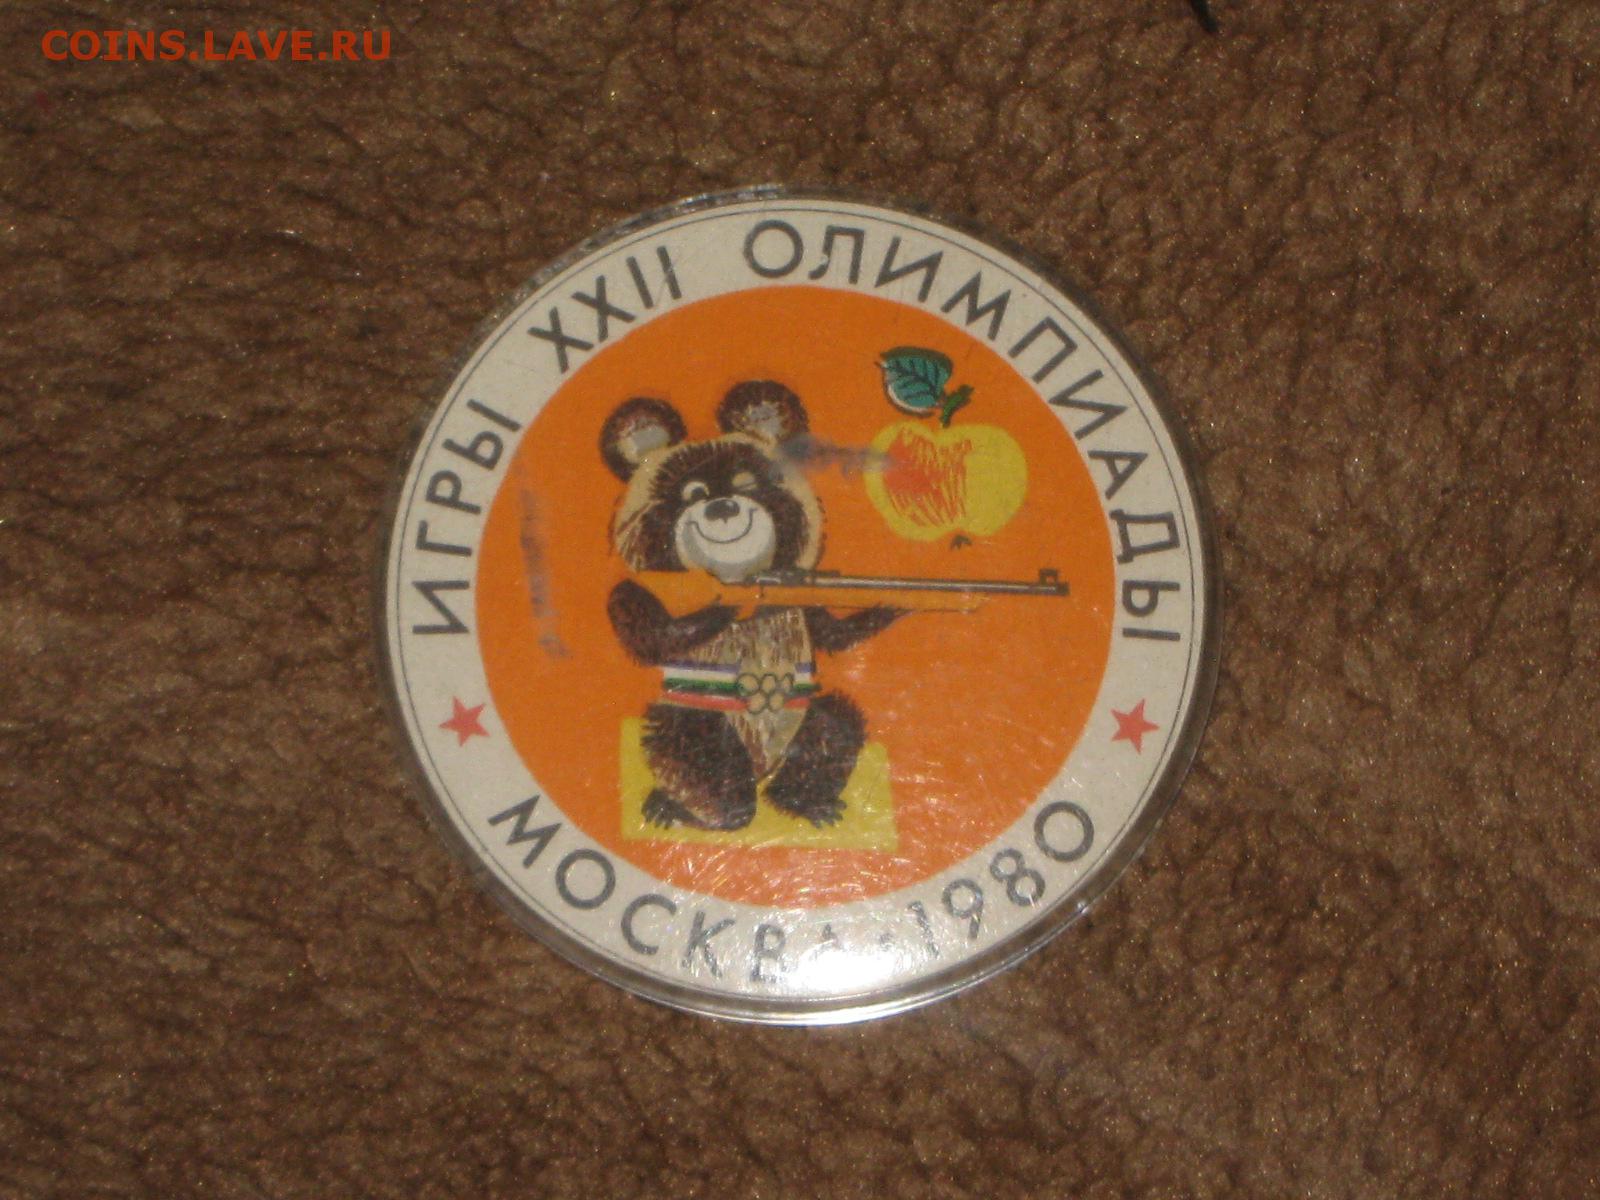 COINS.LAVE.RU
ИГРЫ XXII ОЛИМПИАДЫ
МОСКВА-1980